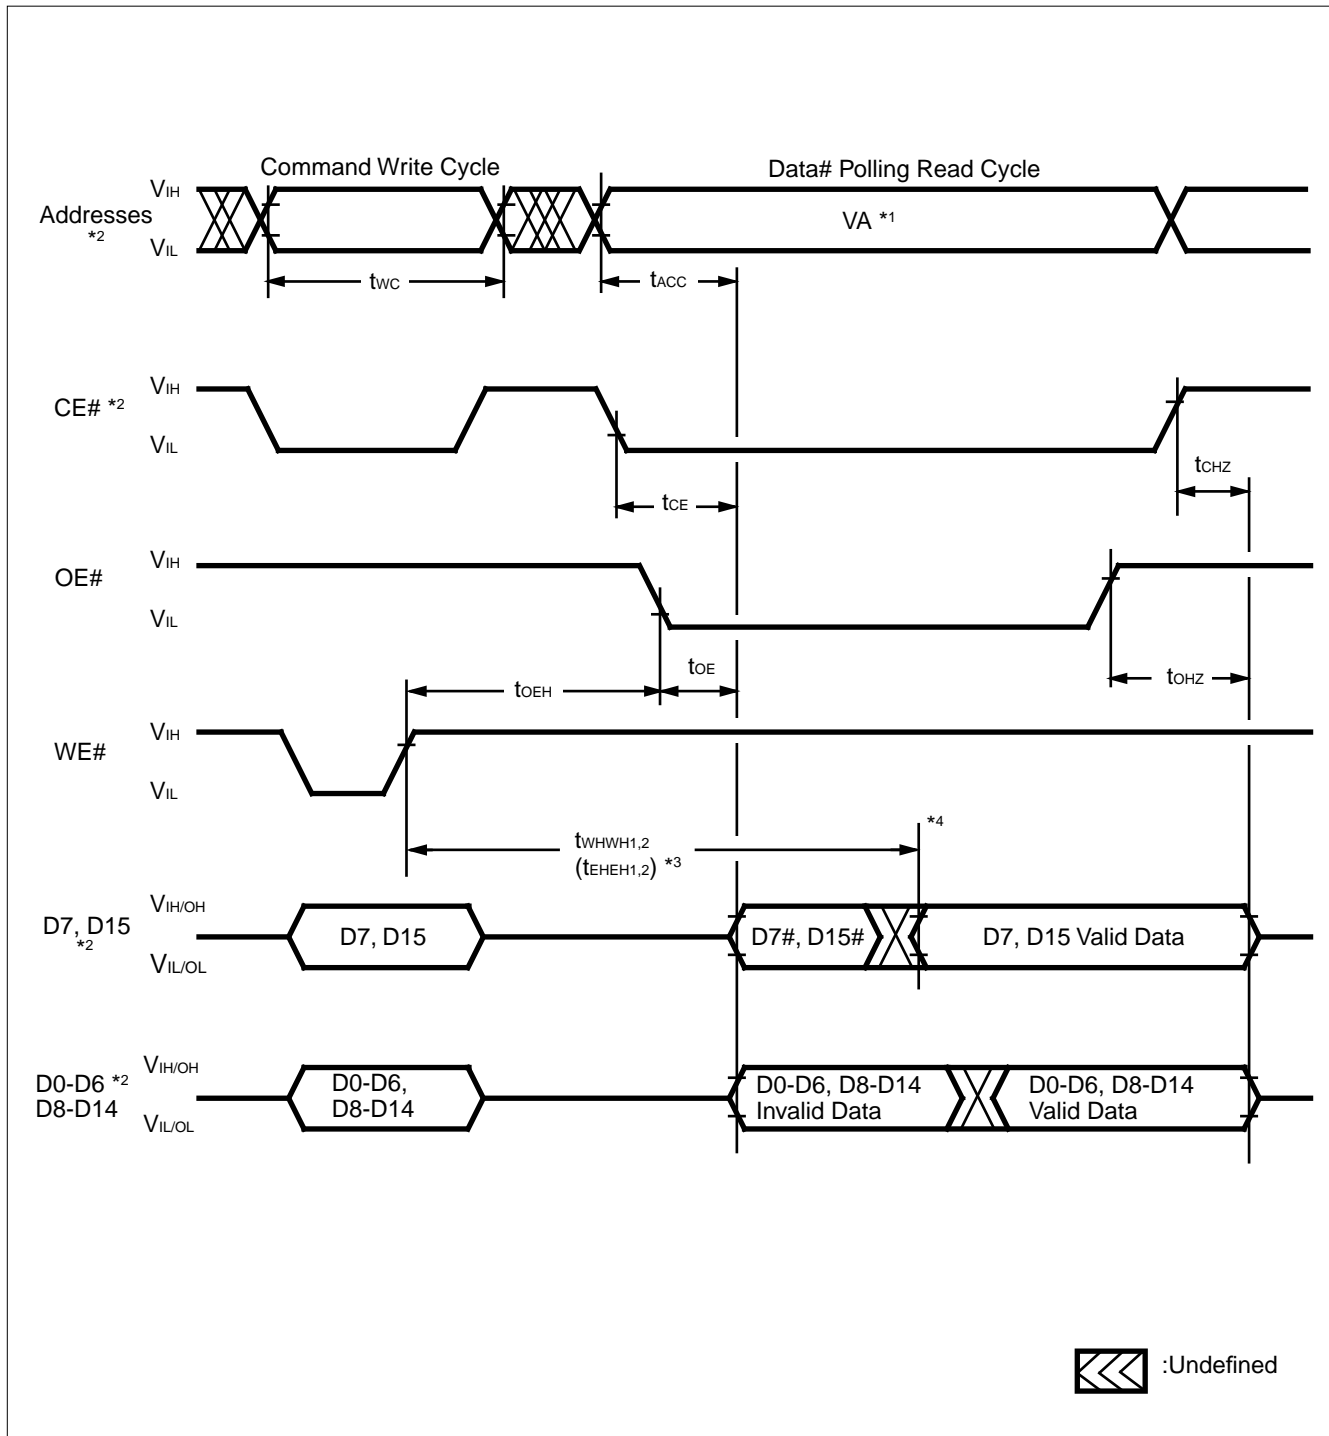 Command Write Cycle
Data# Polling Read Cycle
VIH
Addresses
*2
VIL
VA *1
tWC
tACC
VIH
CE# *2
VIL
tCHZ
tCE
VIH
OE#
VIL
tOE
tOEH
tOHZ
VIH
WE#
VIL
*4
tWHWH1,2
(tEHEH1,2) *3
VIH/OH
D7, D15
*2
VIL/OL
D7, D15
D7#, D15#
D7, D15 Valid Data
VIH/OH
D0-D6 *2
D8-D14
VIL/OL
D0-D6,
D8-D14
D0-D6, D8-D14
Invalid Data
D0-D6, D8-D14
Valid Data
:Undefined